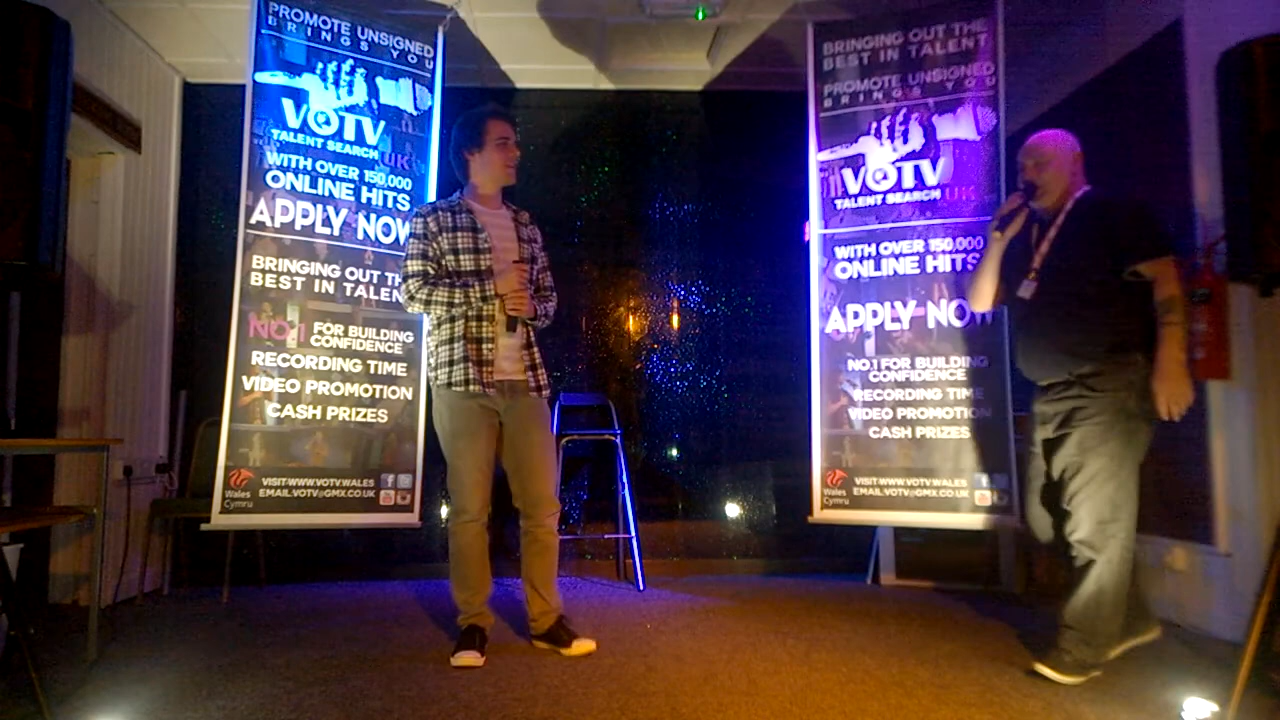 PROMOTE UNSIGNED
BRINGS YOU
VOTV
TALENT SEARCH UK
WITH OVER 150,000
ONLINE HITS
APPLY NOW
BRINGING OUT TH
BEST IN TALEN
NO.1 FOR BUILDING
CONFIDENCE
RECORDING TIME
VIDEO PROMOTION
CASH PRIZES
VISIT:WWW.VOTV.WALES
EMAIL:VOTV@GMX.CO.UK
Wales
Cymru
BRINGING OUT THE
BEST IN TALENT
PROMOTE UNSIGNED
BRINGS YOU
VOTV
TALENT SEARCH UK
WITH OVER 150,000
ONLINE HITS
APPLY NOW
NO.1 FOR BUILDING
CONFIDENCE
RECORDING TIME
VIDEO PROMOTION
CASH PRIZES
VISIT:WWW.VOTV.WALES
EMAIL:VOTV@GMX.CO.UK
Wales
Cymru